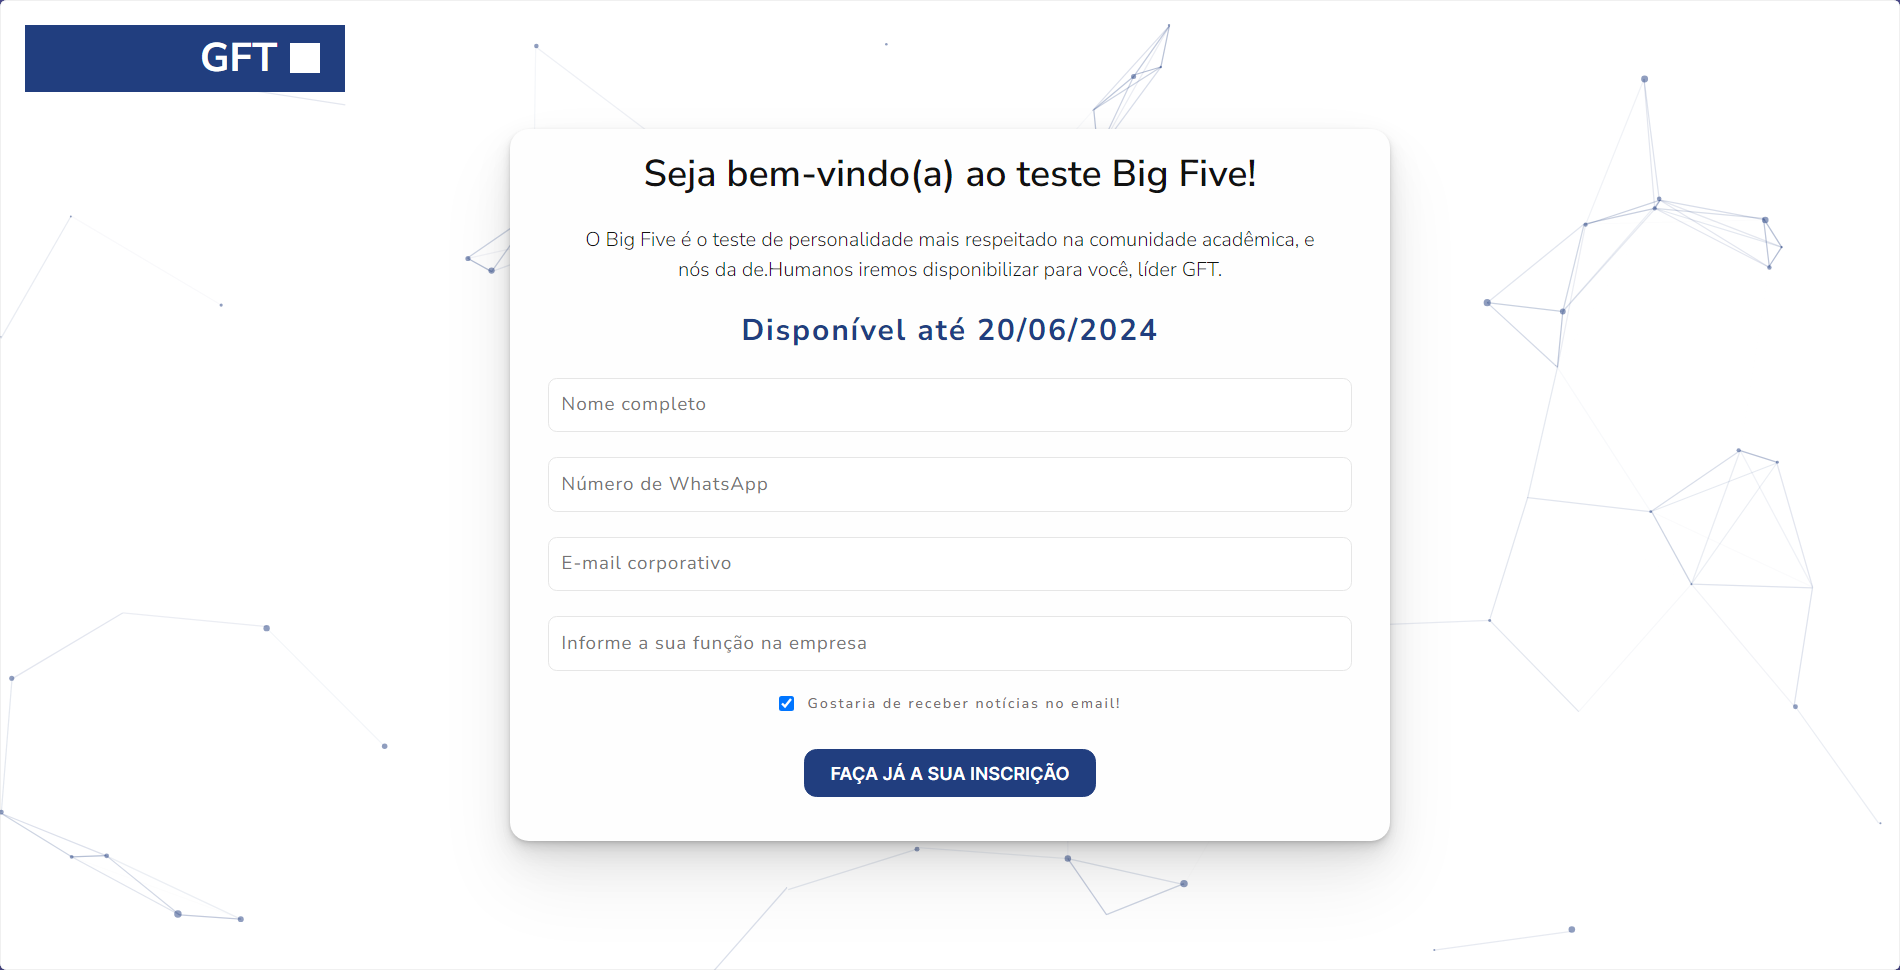 GFT
Seja bem-vindo(a) ao teste Big Five!
O Big Five é o teste de personalidade mais respeitado na comunidade acadêmica, e
nós da de.Humanos iremos disponibilizar para você, líder GFT.
Disponível até 20/06/2024
Nome completo
Número de WhatsApp
E-mail corporativo
Informe a sua função na empresa
Gostaria de receber notícias no email!
FAÇA JÁ A SUA INSCRIÇÃO